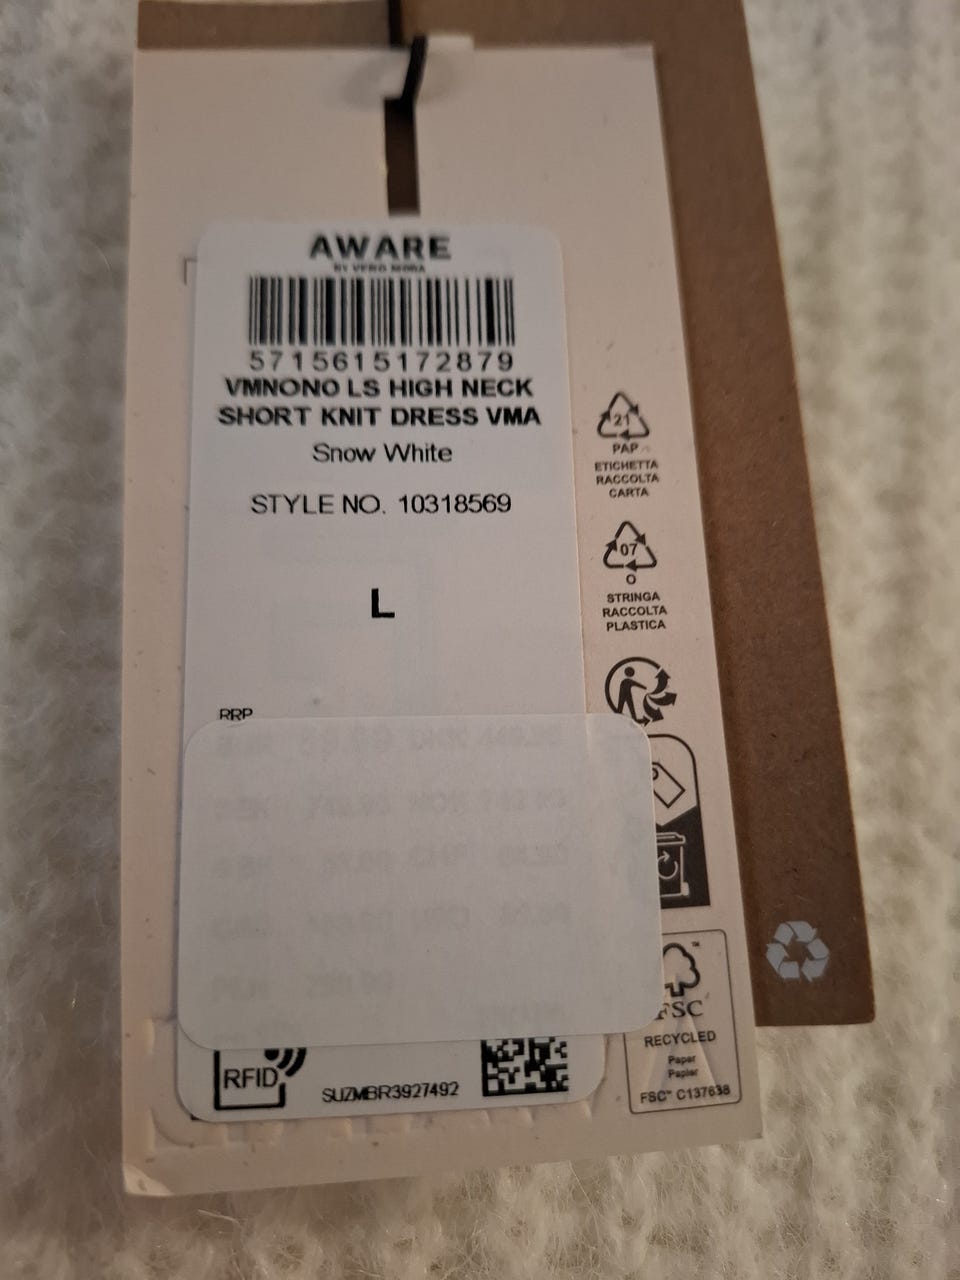 AWARE
BY VERO MODA
5715615172879
VMNONO LS HIGH NECK
SHORT KNIT DRESS VMA
Snow White
STYLE NO. 10318569
L
RRP
RFID
SUZMBR3927492
21
PAP
ETICHETTA
RACCOLTA
CARTA
07
O
STRINGA
RACCOLTA
PLASTICA
FSC
RECYCLED
Paper
Papier
FSC™ C137638